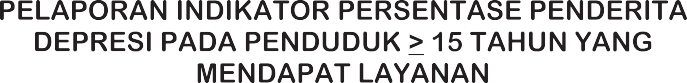 PELAPORAN INDIKATOR PERSENTASE PENDERITA
DEPRESI PADA PENDUDUK ≥ 15 TAHUN YANG
MENDAPAT LAYANAN